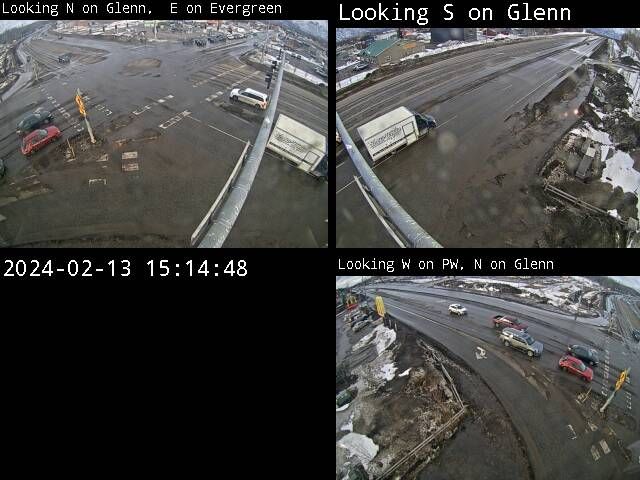 Looking N on Glenn,  E on Evergreen
Looking S on Glenn
2024-02-13 15:14:48
Looking W on PW, N on Glenn